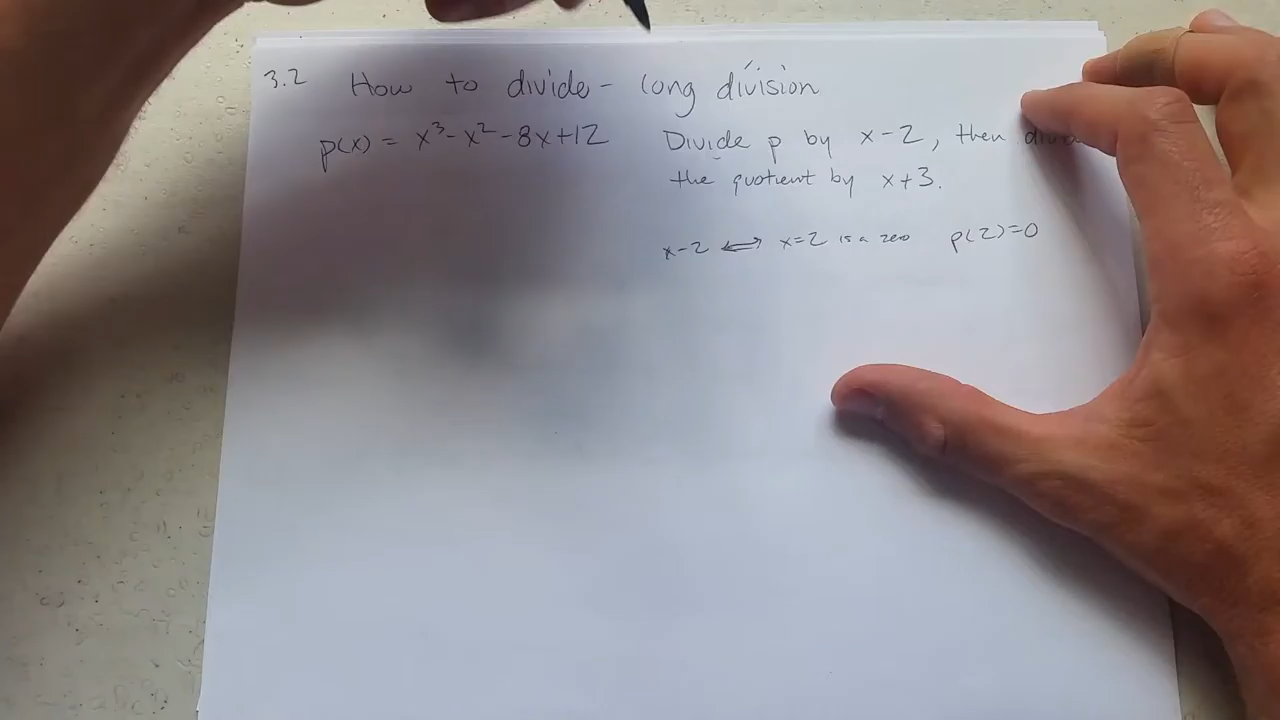 3.2 How to divide - long division
p(x) = x³ - x² - 8x + 12
Divide p by x - 2, then
the quotient by x + 3.
x - 2 ⟺ x = 2 is a zero p(2) = 0